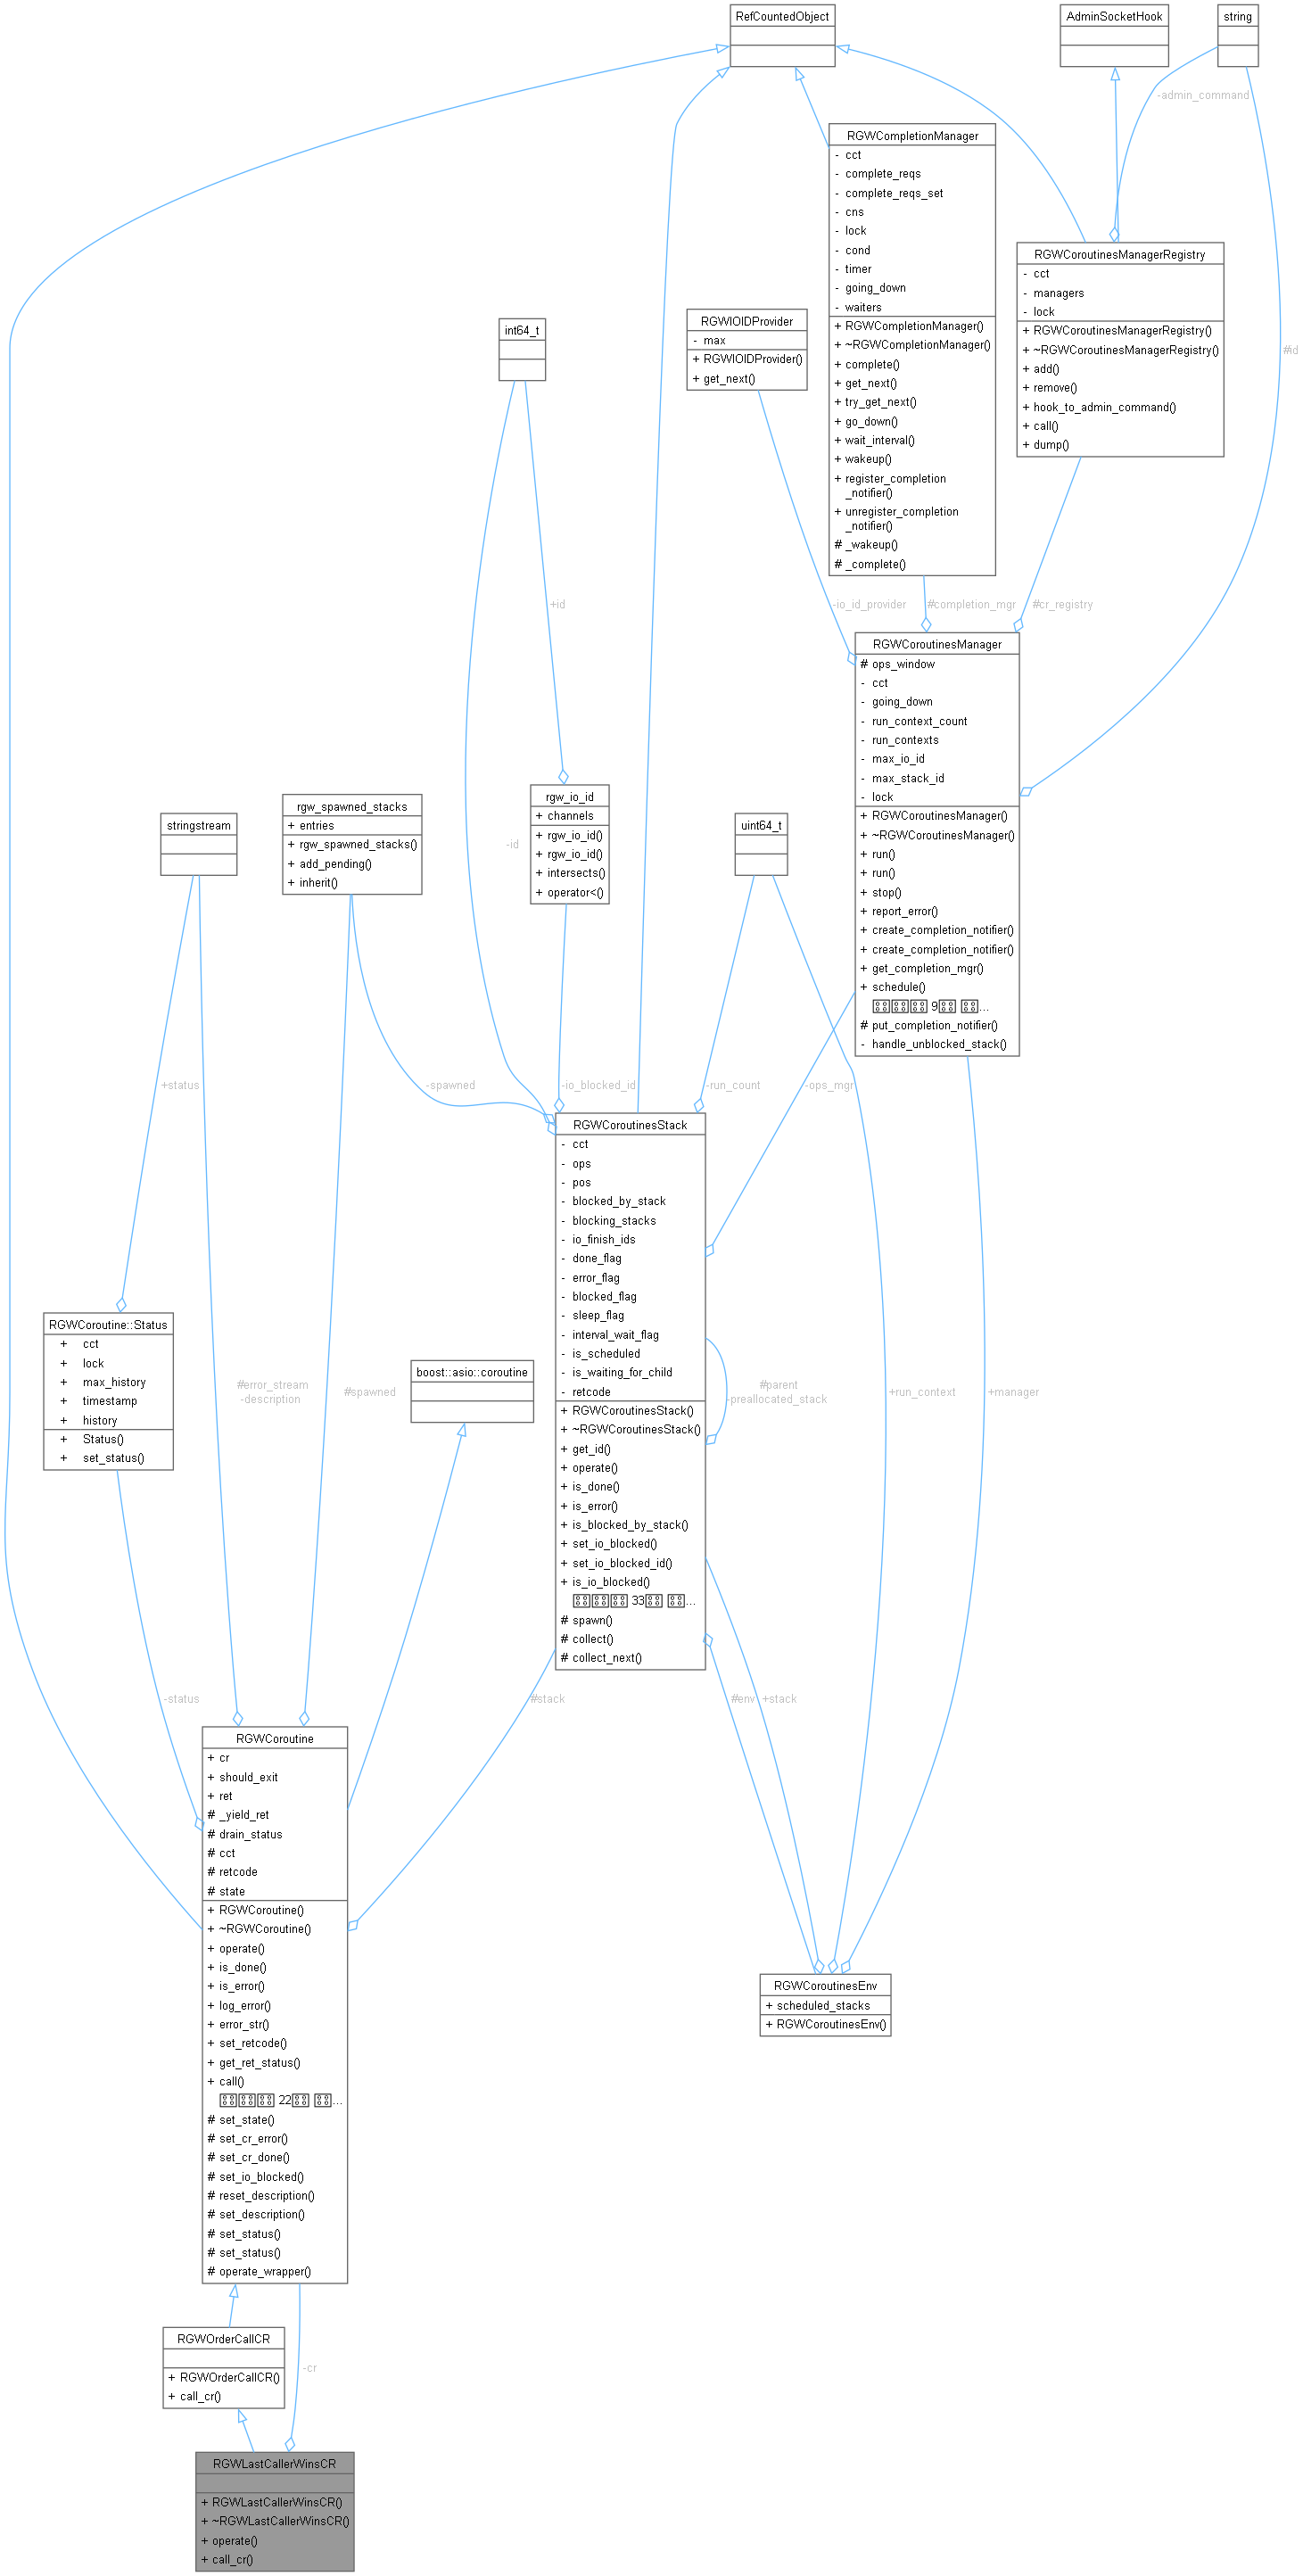 RefCountedObject
AdminSocketHook
string
-admin_command
RGWCompletionManager
- cct
- complete_reqs
- complete_reqs_set
- cns
- lock
- cond
- timer
- going_down
- waiters
+ RGWCompletionManager()
+ ~RGWCompletionManager()
+ complete()
+ get_next()
+ try_get_next()
+ go_down()
+ wait_interval()
+ wakeup()
+ register_completion
_notifier()
+ unregister_completion
_notifier()
# _wakeup()
# _complete()
RGWCoroutinesManagerRegistry
- cct
- managers
- lock
+ RGWCoroutinesManagerRegistry()
+ ~RGWCoroutinesManagerRegistry()
+ add()
+ remove()
+ hook_to_admin_command()
+ call()
+ dump()
#id
RGWIOIDProvider
- max
+ RGWIOIDProvider()
+ get_next()
int64_t
+id
-io_id_provider
#completion_mgr
#cr_registry
RGWCoroutinesManager
# ops_window
- cct
- going_down
- run_context_count
- run_contexts
- max_io_id
- max_stack_id
- lock
+ RGWCoroutinesManager()
+ ~RGWCoroutinesManager()
+ run()
+ run()
+ stop()
+ report_error()
+ create_completion_notifier()
+ create_completion_notifier()
+ get_completion_mgr()
+ schedule()
9 ...
# put_completion_notifier()
- handle_unblocked_stack()
rgw_io_id
+ channels
+ rgw_io_id()
+ rgw_io_id()
+ intersects()
+ operator<()
rgw_spawned_stacks
+ entries
+ rgw_spawned_stacks()
+ add_pending()
+ inherit()
stringstream
uint64_t
-id
+status
-spawned
-io_blocked_id
-run_count
-ops_mgr
RGWCoroutinesStack
- cct
- ops
- pos
- blocked_by_stack
- blocking_stacks
- io_finish_ids
- done_flag
- error_flag
- blocked_flag
- sleep_flag
- interval_wait_flag
- is_scheduled
- is_waiting_for_child
- retcode
+ RGWCoroutinesStack()
+ ~RGWCoroutinesStack()
+ get_id()
+ operate()
+ is_done()
+ is_error()
+ is_blocked_by_stack()
+ set_io_blocked()
+ set_io_blocked_id()
+ is_io_blocked()
33 ...
# spawn()
# collect()
# collect_next()
RGWCoroutine::Status
+ cct
+ lock
+ max_history
+ timestamp
+ history
+ Status()
+ set_status()
boost::asio::coroutine
#error_stream
-description
#spawned
#parent
-preallocated_stack
+run_context
+manager
-status
#stack
#env
+stack
RGWCoroutine
+ cr
+ should_exit
+ ret
# _yield_ret
# drain_status
# cct
# retcode
# state
+ RGWCoroutine()
+ ~RGWCoroutine()
+ operate()
+ is_done()
+ is_error()
+ log_error()
+ error_str()
+ set_retcode()
+ get_ret_status()
+ call()
22 ...
# set_state()
# set_cr_error()
# set_cr_done()
# set_io_blocked()
# reset_description()
# set_description()
# set_status()
# set_status()
# operate_wrapper()
RGWCoroutinesEnv
+ scheduled_stacks
+ RGWCoroutinesEnv()
RGWOrderCallCR
+ RGWOrderCallCR()
+ call_cr()
-cr
RGWLastCallerWinsCR
+ RGWLastCallerWinsCR()
+ ~RGWLastCallerWinsCR()
+ operate()
+ call_cr()